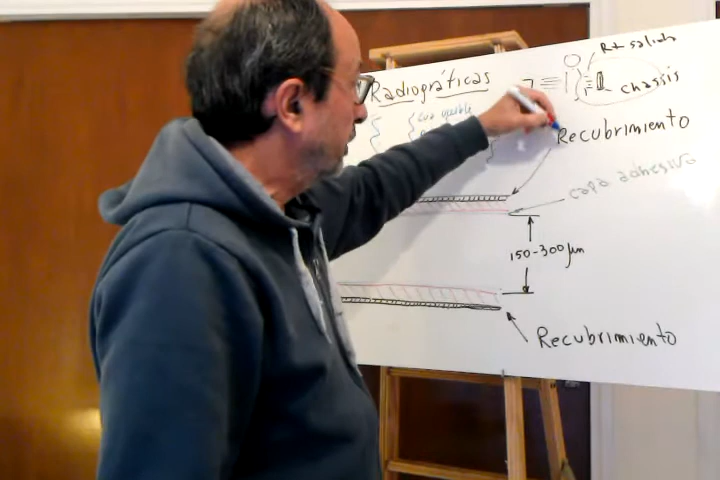 Rx salida
Radiográficas
chassis
Recubrimiento
capa adhesiva
150-300 μm
Recubrimiento